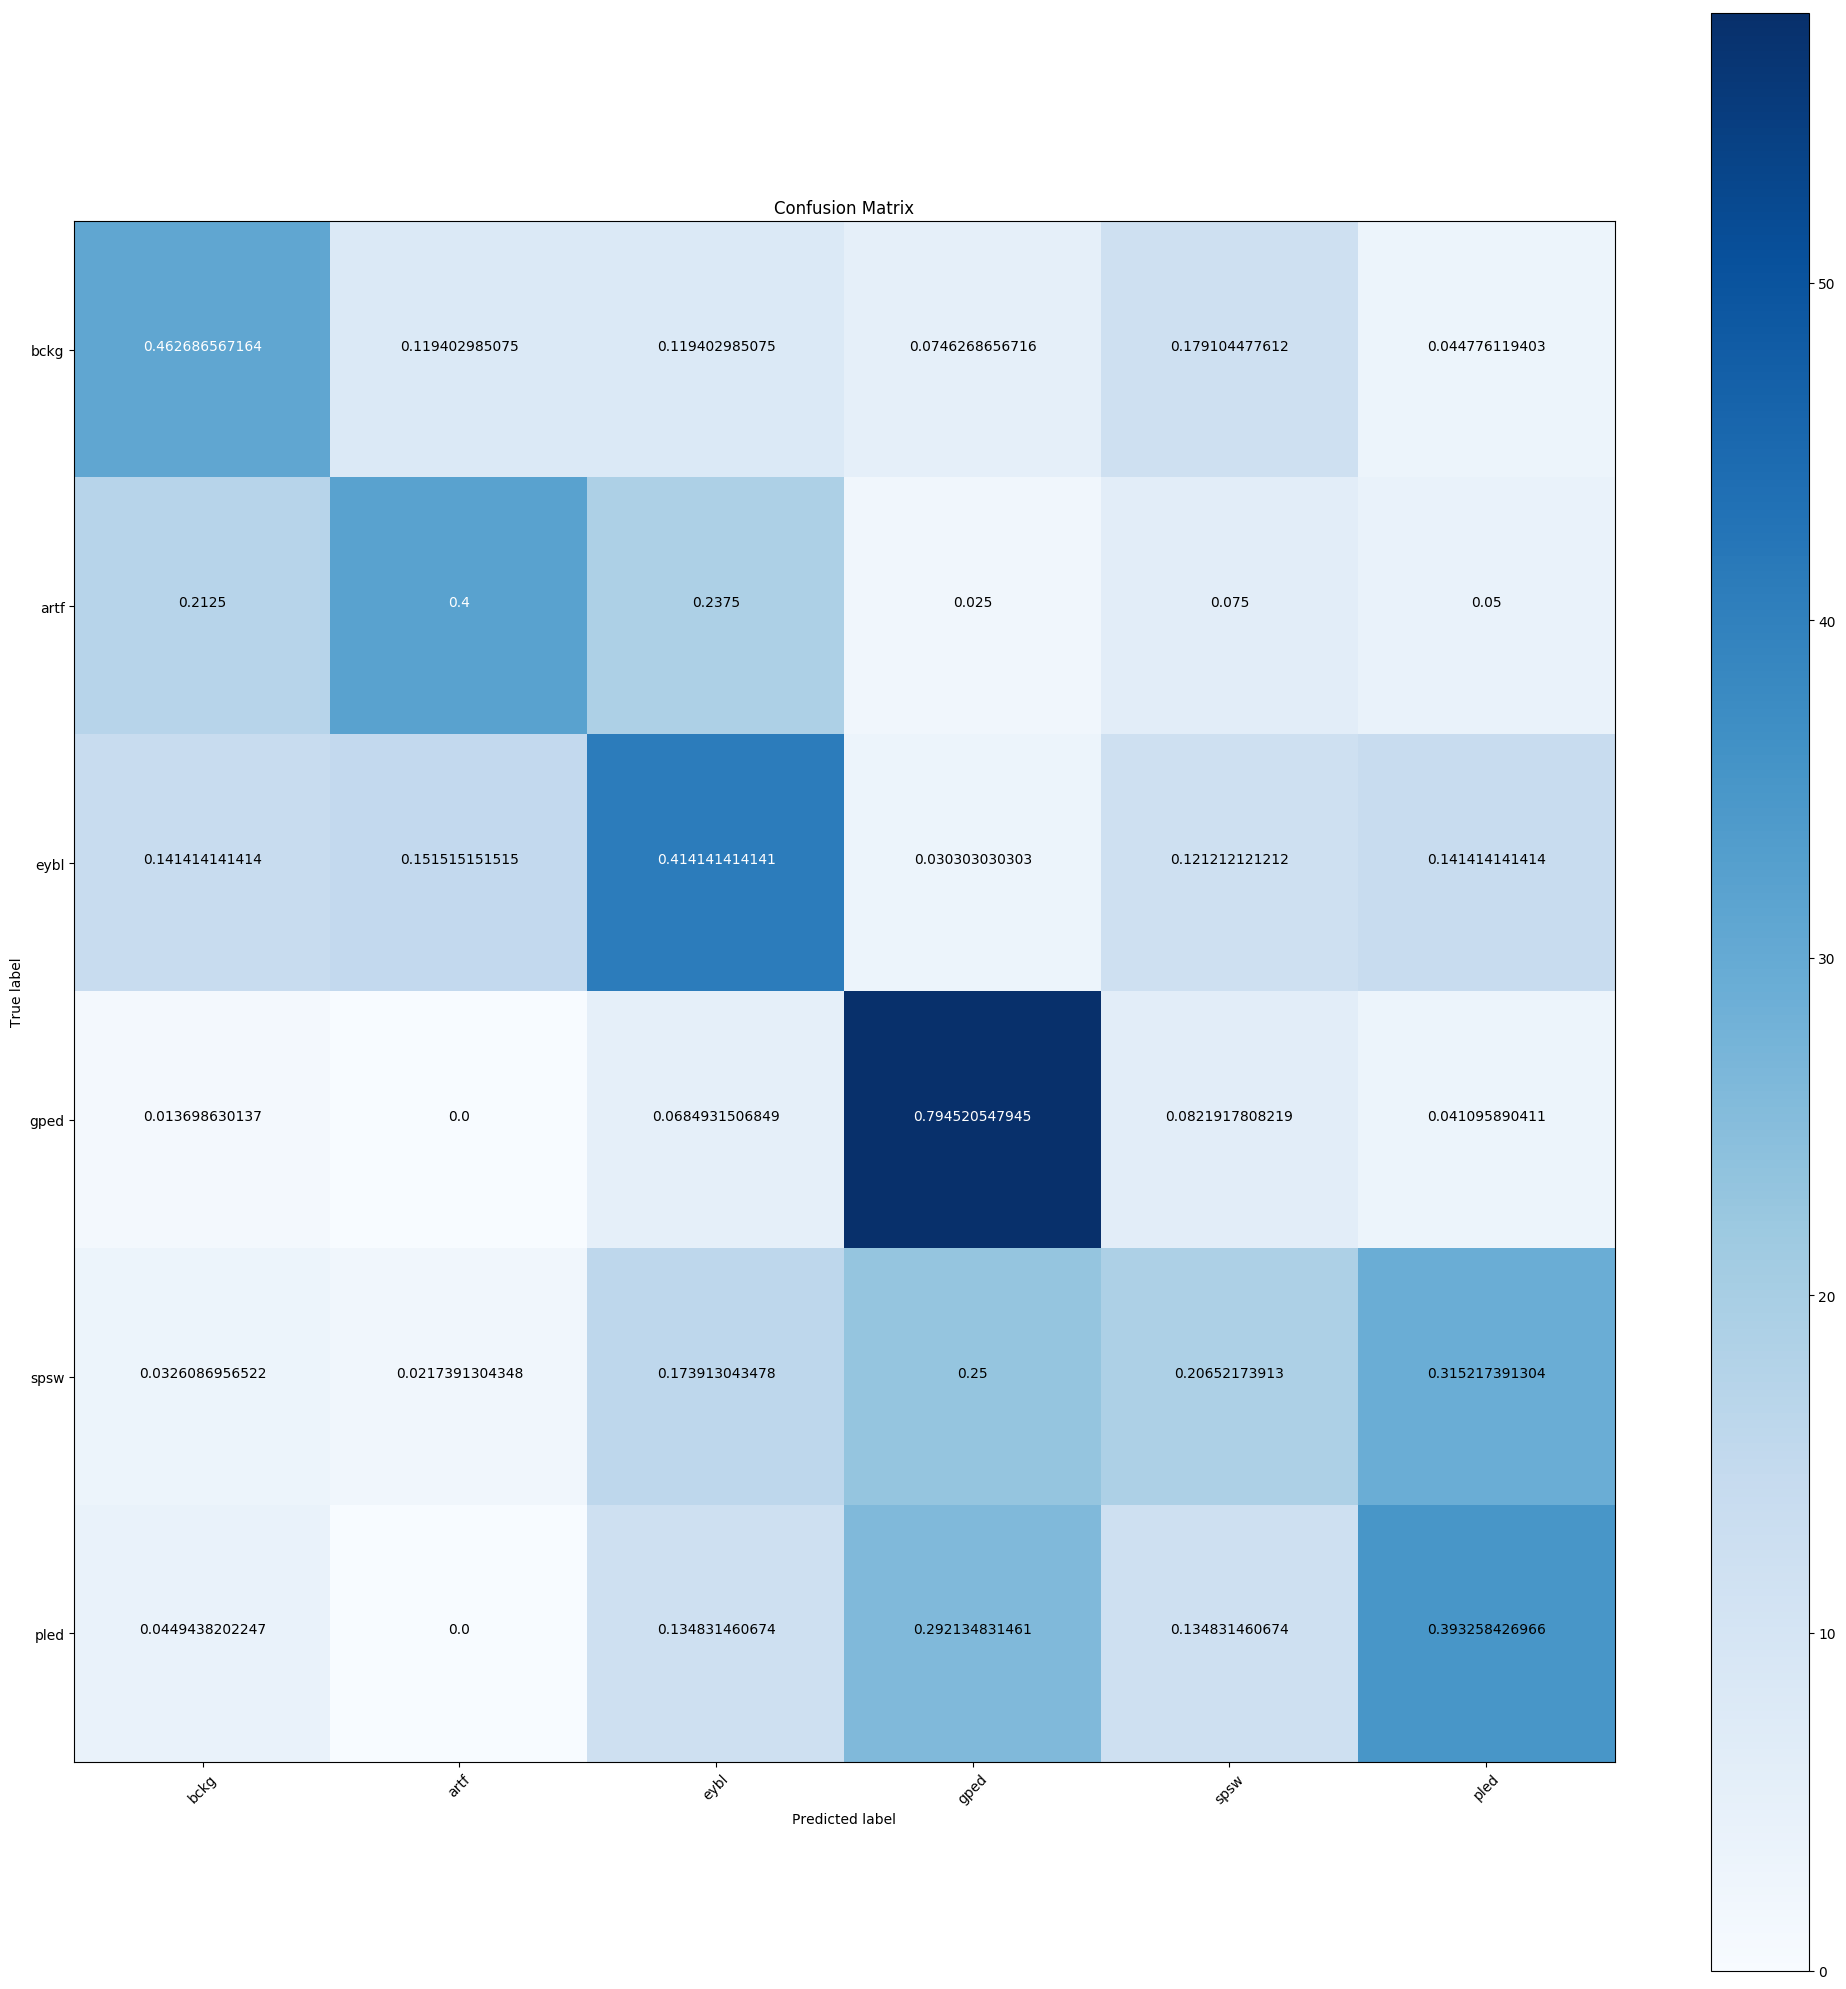 Confusion Matrix
50
bckg 0.462686567164 0.119402985075 0.119402985075 0.0746268656716 0.179104477612 0.044776119403
artf 0.2125 0.4 0.2375 0.025 0.075 0.05
40
eybl 0.141414141414 0.151515151515 0.414141414141 0.030303030303 0.121212121212 0.141414141414
30
True label
gped 0.013698630137 0.0 0.0684931506849 0.794520547945 0.0821917808219 0.041095890411
20
spsw 0.0326086956522 0.0217391304348 0.173913043478 0.25 0.20652173913 0.315217391304
pled 0.0449438202247 0.0 0.134831460674 0.292134831461 0.134831460674 0.393258426966
10
bckg artf eybl gped spsw pled
Predicted label
0